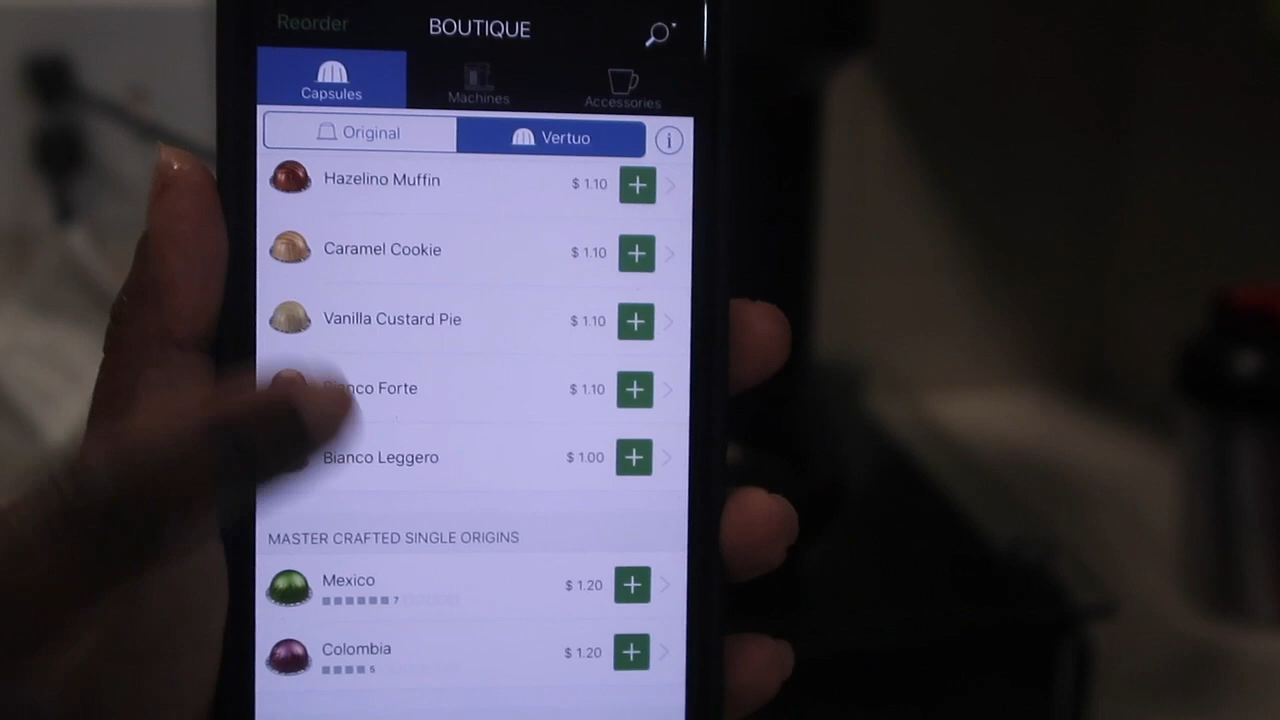 Reorder
BOUTIQUE
Capsules
Machines
Accessories
Original
Vertuo
i
Hazelino Muffin $ 1.10 +
Caramel Cookie $ 1.10 +
Vanilla Custard Pie $ 1.10 +
Forte $ 1.10 +
Bianco Leggero $ 1.00 +
MASTER CRAFTED SINGLE ORIGINS
Mexico $ 1.20 +
7
Colombia $ 1.20 +
5